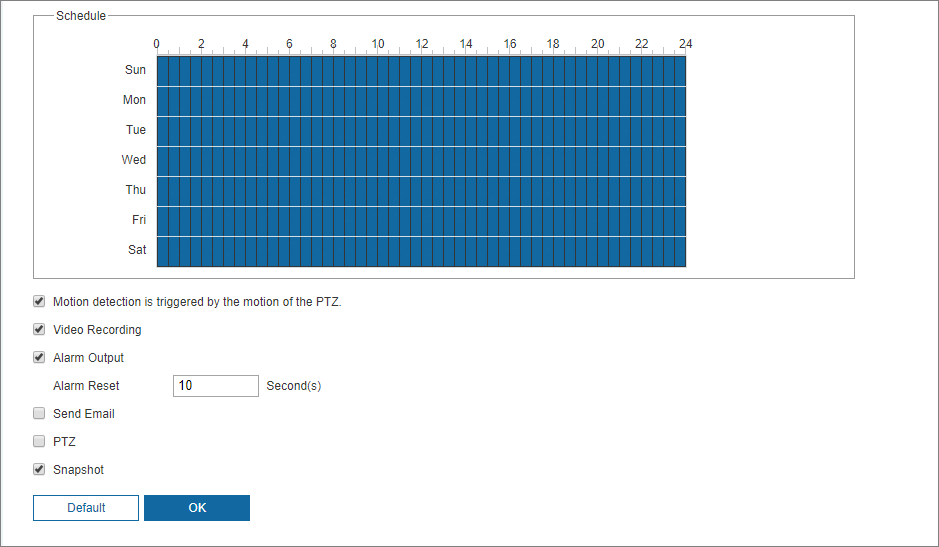 Schedule
0 2 4 6 8 10 12 14 16 18 20 22 24
Sun
Mon
Tue
Wed
Thu
Fri
Sat
Motion detection is triggered by the motion of the PTZ.
Video Recording
Alarm Output
Alarm Reset 10 Second(s)
Send Email
PTZ
Snapshot
Default OK